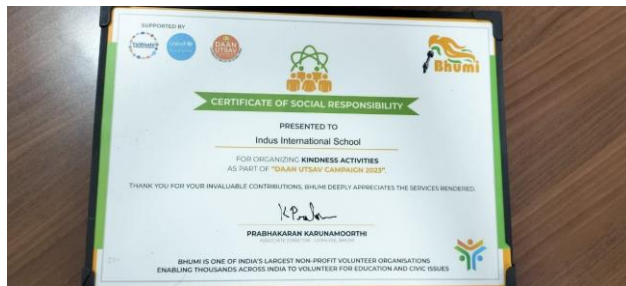 SUPPORTED BY
unicef
DAAN
UTSAV
Bhumi
CERTIFICATE OF SOCIAL RESPONSIBILITY
PRESENTED TO
Indus International School
FOR ORGANIZING KINDNESS ACTIVITIES
AS PART OF "DAAN UTSAV CAMPAIGN 2023".
THANK YOU FOR YOUR INVALUABLE CONTRIBUTIONS, BHUMI DEEPLY APPRECIATES THE SERVICES RENDERED.
PRABHAKARAN KARUNAMOORTHI
BHUMI IS ONE OF INDIA'S LARGEST NON-PROFIT VOLUNTEER ORGANISATIONS
ENABLING THOUSANDS ACROSS INDIA TO VOLUNTEER FOR EDUCATION AND CIVIC ISSUES